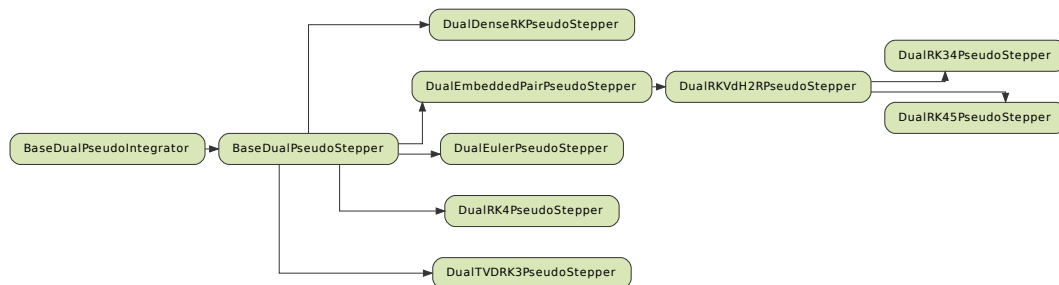 DualDenseRKPseudoStepper
DualRK34PseudoStepper
DualEmbeddedPairPseudoStepper
DualRKVdH2RPseudoStepper
DualRK45PseudoStepper
BaseDualPseudoIntegrator
BaseDualPseudoStepper
DualEulerPseudoStepper
DualRK4PseudoStepper
DualTVDRK3PseudoStepper